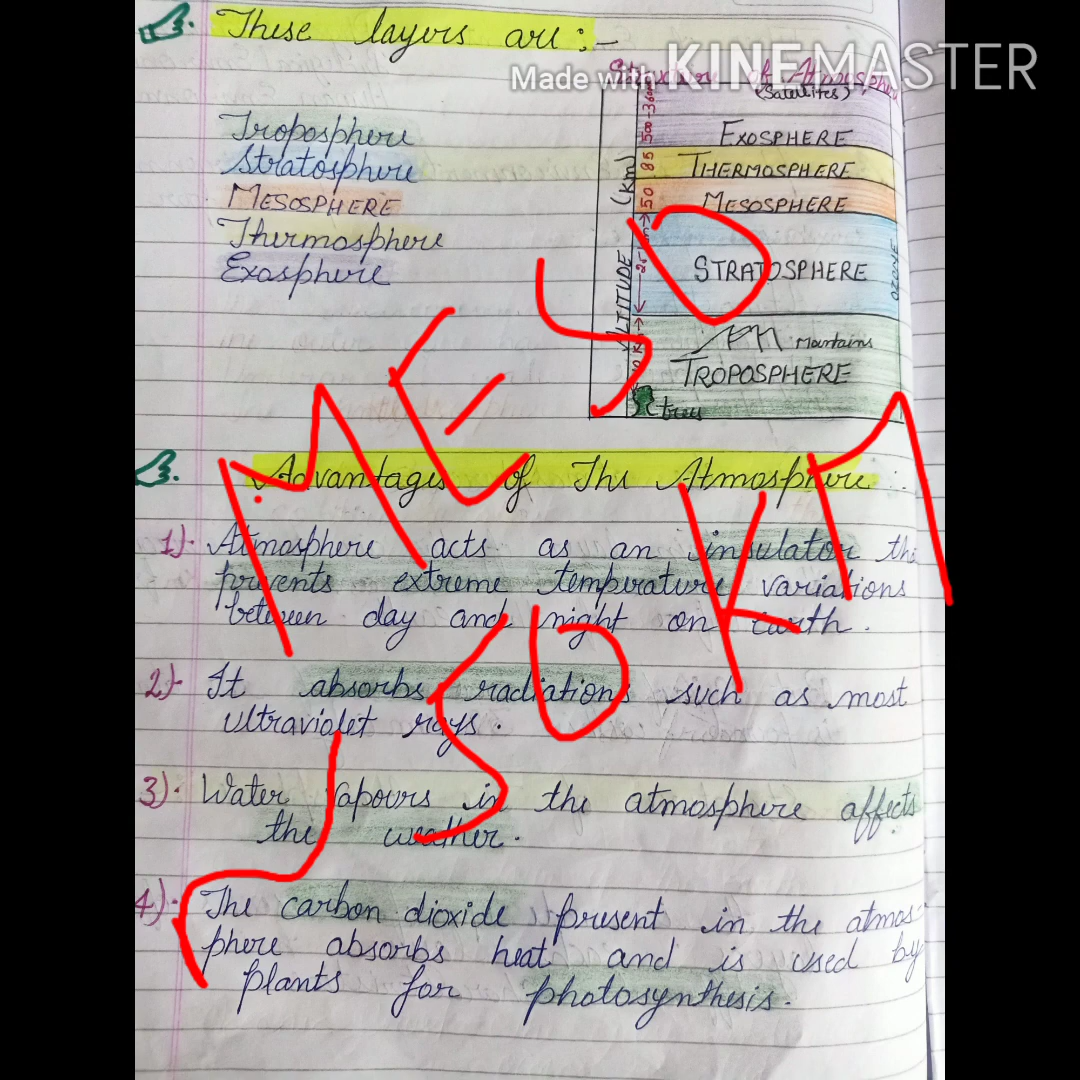 These layers are :-
Made with KINEMASTER
Structure of Atmosphere
(Satellites)
Troposphere
Stratosphere
MESOSPHERE
Thermosphere
Exosphere
EXOSPHERE
THERMOSPHERE
MESOSPHERE
STRATOSPHERE
OZONE
Mountains
TROPOSPHERE
tree
ALTITUDE (km)
50 85 500-
MESO
KM
50
Advantages of The Atmosphere :
1). Atmosphere acts as an insulator
prevents extreme temperature variations
between day and night on Earth.
2). It absorbs radiations such as most
ultraviolet rays.
3). Water Vapours in the atmosphere affects
the weather.
4). The carbon dioxide present in the atmos-
phere absorbs heat and is used by
plants for photosynthesis.